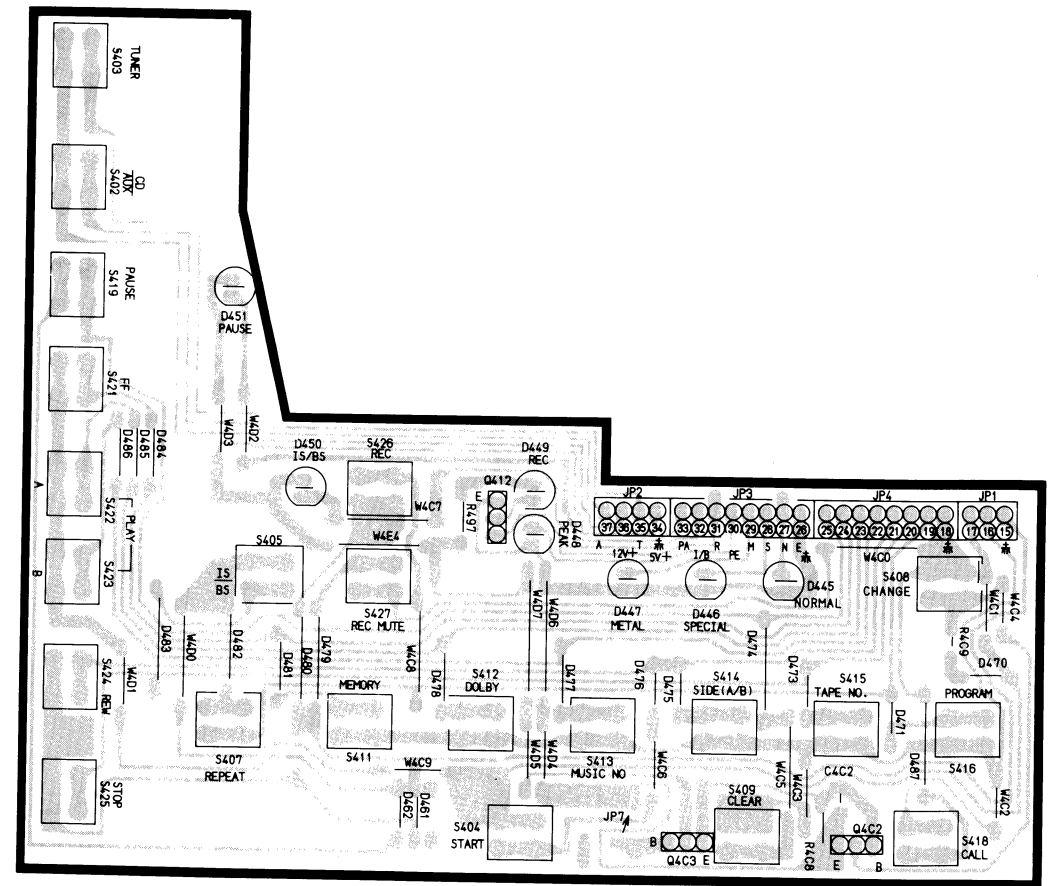 TUNER
S403
CD
AUX
S402
PAUSE
S419
D451
PAUSE
FF
S421
D484
D485
D486
W4D3
W4D2
A
S422
PLAY
B
S423
D450
IS/BS
S426
REC
W4C7
W4E4
S427
REC MUTE
S405
IS
BS
Q412
E
R497
D449
REC
D448
PEAK
JP2
JP3
JP4
JP1
37 36 35 34
33 32 31 30 29 28 27 26
25 24 23 22 21 20 19 18
17 16 15
A T
12V+ 5V+
PA R M S N E
I/B PE
W4C0
D447
METAL
D446
SPECIAL
D445
NORMAL
S408
CHANGE
W4C1
W4C4
R4C9
D470
S424
REW
W4D1
D483
W4D0
D482
D481
D480
D479
W4C8
D478
W4D7
W4D6
D477
D476
D475
D474
D473
S407
REPEAT
MEMORY
S411
S412
DOLBY
S413
MUSIC NO
S414
SIDE(A/B)
S415
TAPE NO.
D471
PROGRAM
S416
D487
W4D5
W4D4
W4C6
W4C5
W4C3
C4C2
W4C2
STOP
S425
W4C9
D462
D461
S404
START
JP7
S409
CLEAR
B
Q4C3
E
R4C8
Q4C2
E
B
S418
CALL